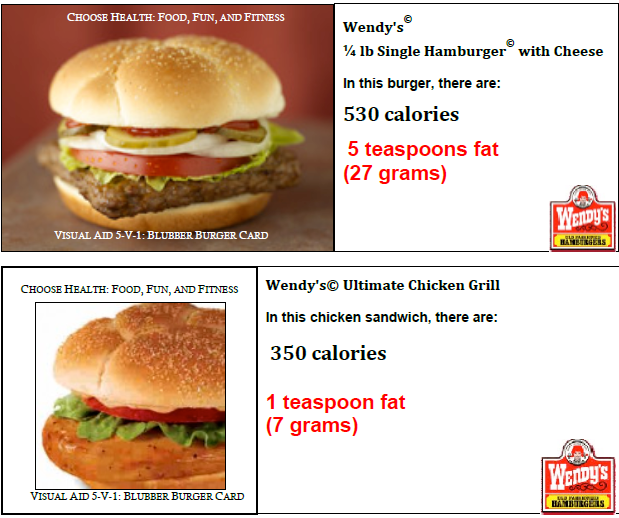 CHOOSE HEALTH: FOOD, FUN, AND FITNESS
VISUAL AID 5-V-1: BLUBBER BURGER CARD
Wendy's©
¼ lb Single Hamburger© with Cheese
In this burger, there are:
530 calories
5 teaspoons fat
(27 grams)
WENDY'S
OLD FASHIONED
HAMBURGERS
CHOOSE HEALTH: FOOD, FUN, AND FITNESS
VISUAL AID 5-V-1: BLUBBER BURGER CARD
Wendy's© Ultimate Chicken Grill
In this chicken sandwich, there are:
350 calories
1 teaspoon fat
(7 grams)
WENDY'S
OLD FASHIONED
HAMBURGERS